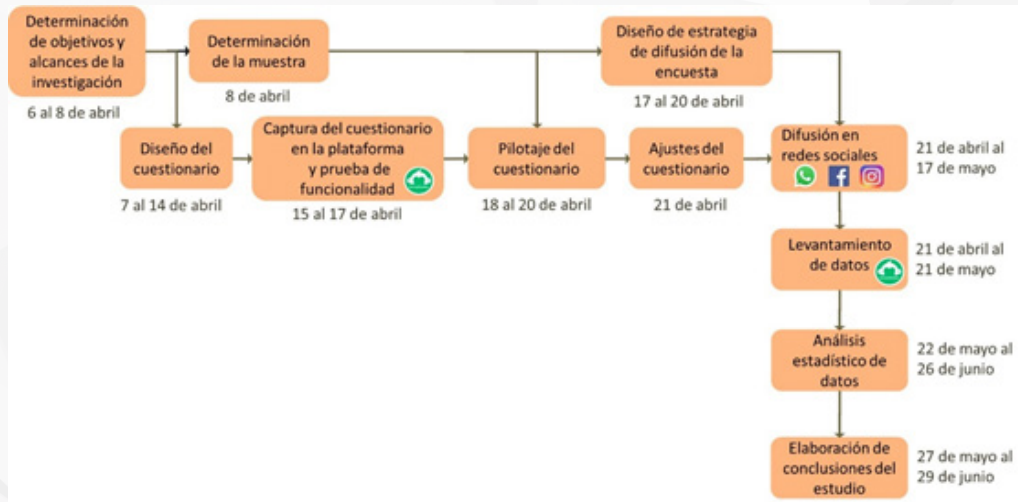 Determinación
de objetivos y
alcances de la
investigación
6 al 8 de abril
Determinación
de la muestra
8 de abril
Diseño de estrategia
de difusión de la
encuesta
17 al 20 de abril
Diseño del
cuestionario
7 al 14 de abril
Captura del cuestionario
en la plataforma
y prueba de
funcionalidad
15 al 17 de abril
Pilotaje del
cuestionario
18 al 20 de abril
Ajustes del
cuestionario
21 de abril
Difusión en
redes sociales
21 de abril al
17 de mayo
Levantamiento
de datos
21 de abril al
21 de mayo
Análisis
estadístico de
datos
22 de mayo al
26 de junio
Elaboración de
conclusiones del
estudio
27 de mayo al
29 de junio